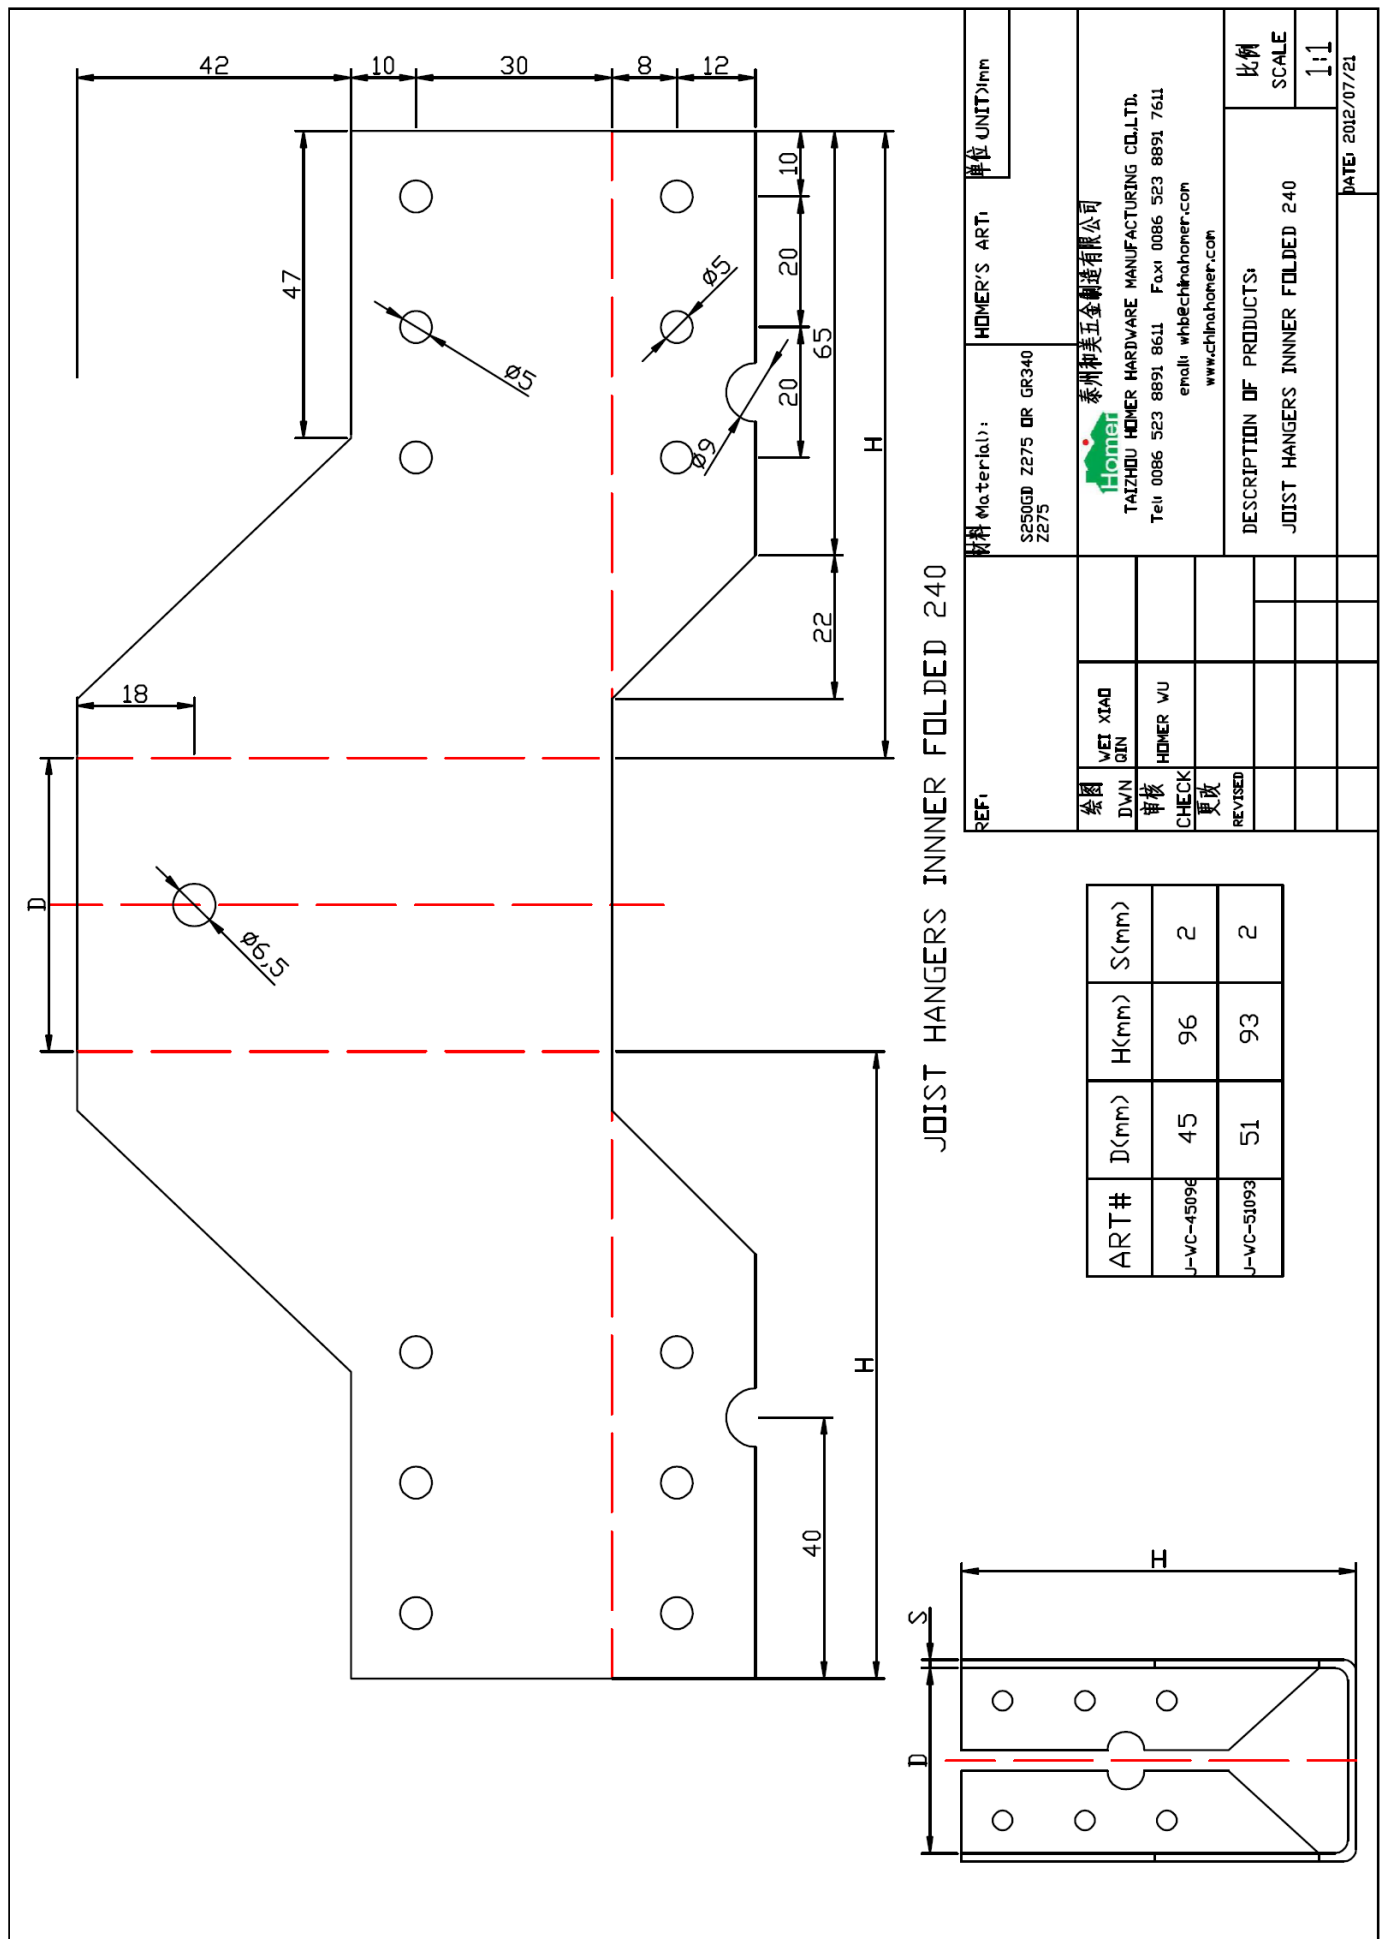 42
10
30
8
12
47
ø5
ø5
ø9
10
20
20
65
22
H
18
D
ø6,5
H
40
JOIST HANGERS INNNER FOLDED 240
REF:
材料(Material):
S250GD Z275 OR GR340
Z275
HOMER'S ART:
单位(UNIT):mm
泰州和美五金制造有限公司
Homer
TAIZHOU HOMER HARDWARE MANUFACTURING CO.,LTD.
Tel: 0086 523 8891 8611 Fax: 0086 523 8891 7611
email: whb@chinahomer.com
www.chinahomer.com
绘图
DWN
WEI XIAO
QIN
审核
CHECK
HOMER WU
更改
REVISED
DESCRIPTION OF PRODUCTS:
JOIST HANGERS INNNER FOLDED 240
比例
SCALE
1:1
DATE: 2012/07/21
ART# D(mm) H(mm) S(mm)
J-WC-45096 45 96 2
J-WC-51093 51 93 2
S
D
H